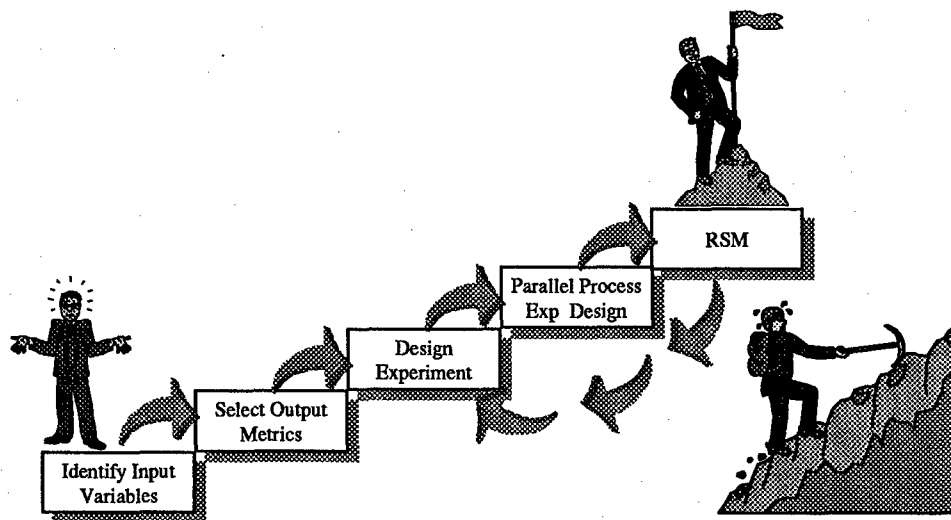 RSM
Parallel Process
Exp Design
Design
Experiment
Select Output
Metrics
Identify Input
Variables